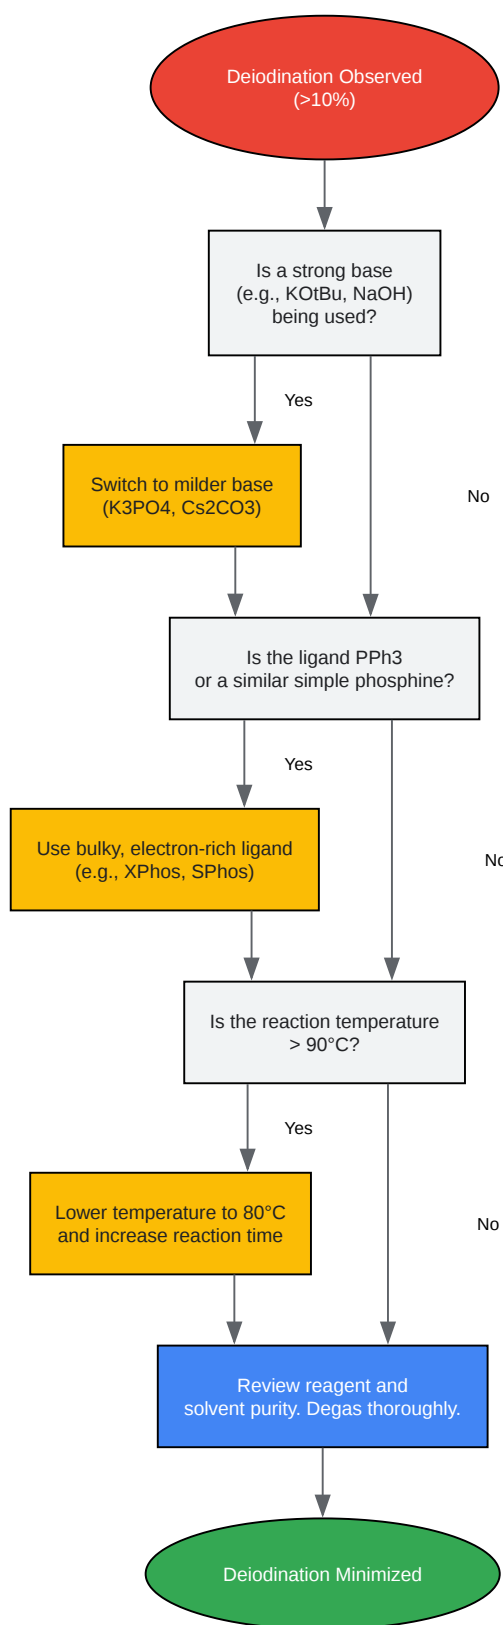 Deiodination Observed
(>10%)
Is a strong base
(e.g., KOtBu, NaOH)
being used?
Yes
Switch to milder base
(K3PO4, Cs2CO3)
No
Is the ligand PPh3
or a similar simple phosphine?
Yes
Use bulky, electron-rich ligand
(e.g., XPhos, SPhos)
No
Is the reaction temperature
> 90°C?
Yes
Lower temperature to 80°C
and increase reaction time
No
Review reagent and
solvent purity. Degas thoroughly.
Deiodination Minimized